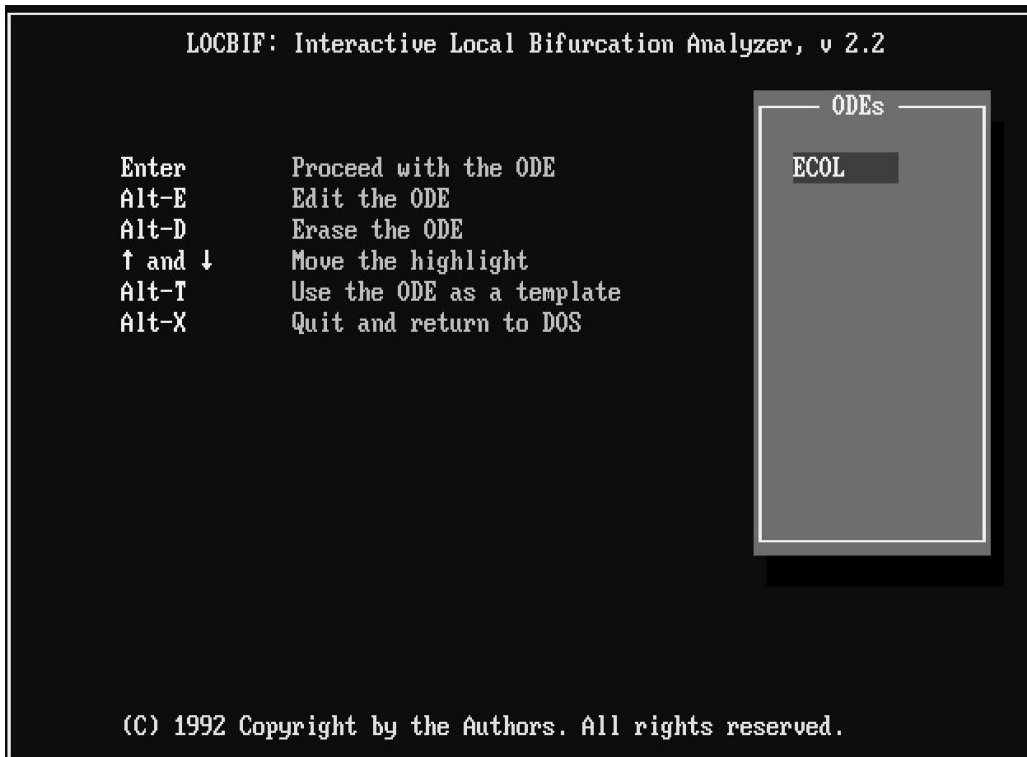 LOCBIF: Interactive Local Bifurcation Analyzer, v 2.2
ODEs
ECOL
Enter Proceed with the ODE
Alt-E Edit the ODE
Alt-D Erase the ODE
↑ and ↓ Move the highlight
Alt-T Use the ODE as a template
Alt-X Quit and return to DOS
(C) 1992 Copyright by the Authors. All rights reserved.